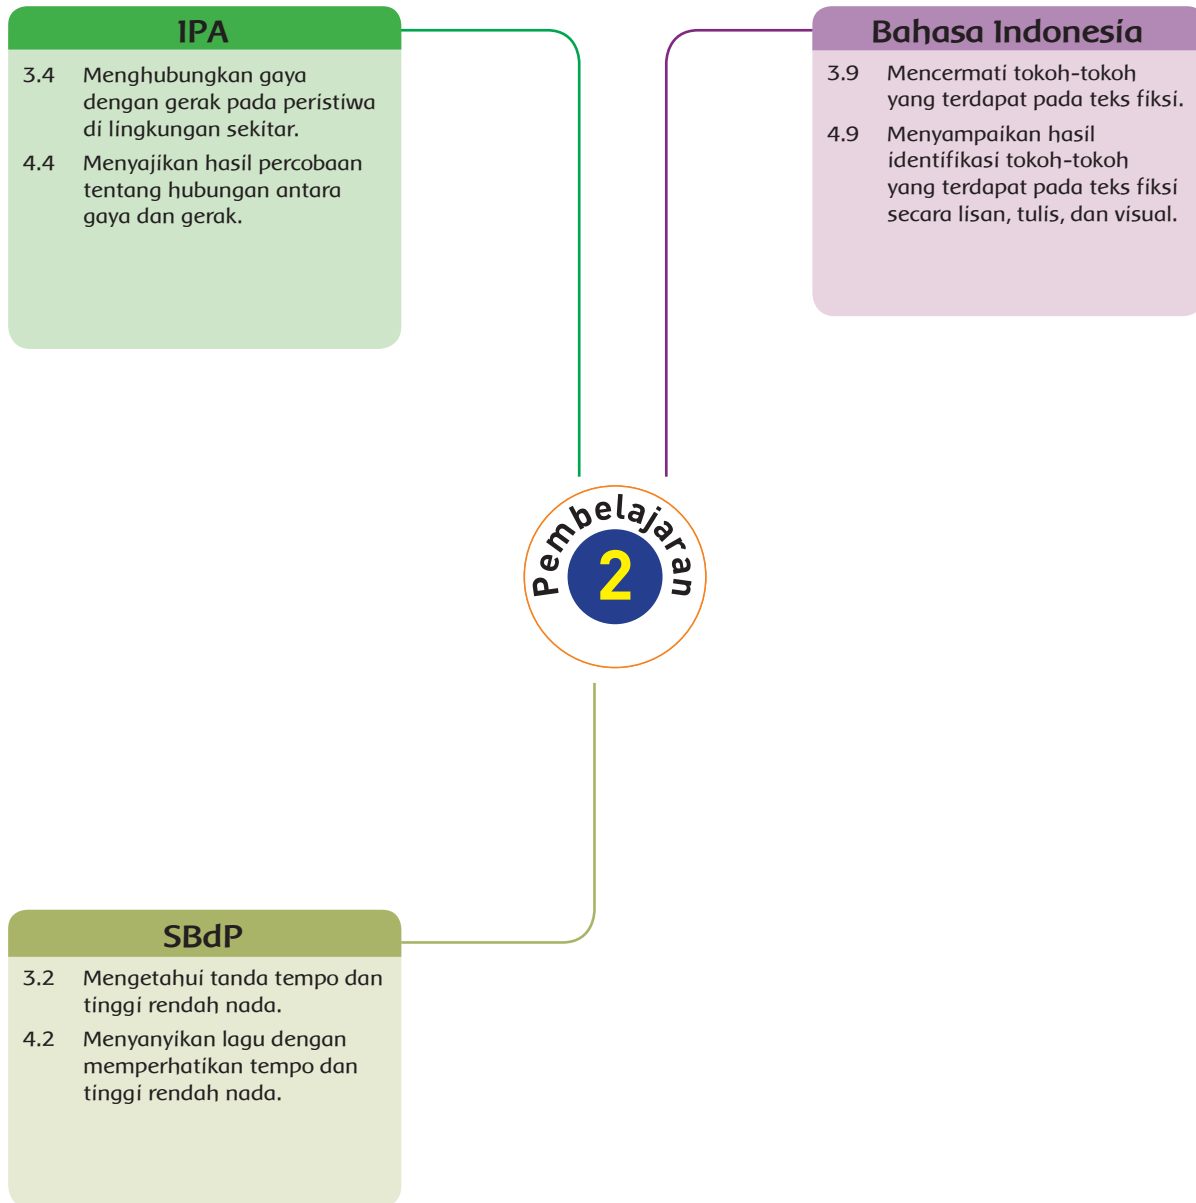 IPA
3.4 Menghubungkan gaya
dengan gerak pada peristiwa
di lingkungan sekitar.
4.4 Menyajikan hasil percobaan
tentang hubungan antara
gaya dan gerak.
Bahasa Indonesia
3.9 Mencermati tokoh-tokoh
yang terdapat pada teks fiksi.
4.9 Menyampaikan hasil
identifikasi tokoh-tokoh
yang terdapat pada teks fiksi
secara lisan, tulis, dan visual.
Pembelajaran
2
SBdP
3.2 Mengetahui tanda tempo dan
tinggi rendah nada.
4.2 Menyanyikan lagu dengan
memperhatikan tempo dan
tinggi rendah nada.